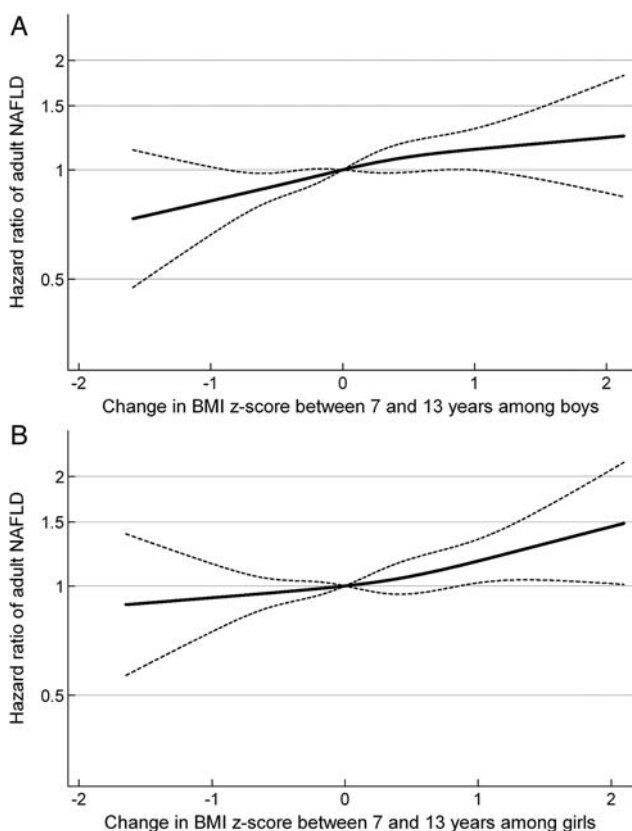 A
Hazard ratio of adult NAFLD
2
1.5
1
0.5
-2 -1 0 1 2
Change in BMI z-score between 7 and 13 years among boys
B
Hazard ratio of adult NAFLD
2
1.5
1
0.5
-2 -1 0 1 2
Change in BMI z-score between 7 and 13 years among girls